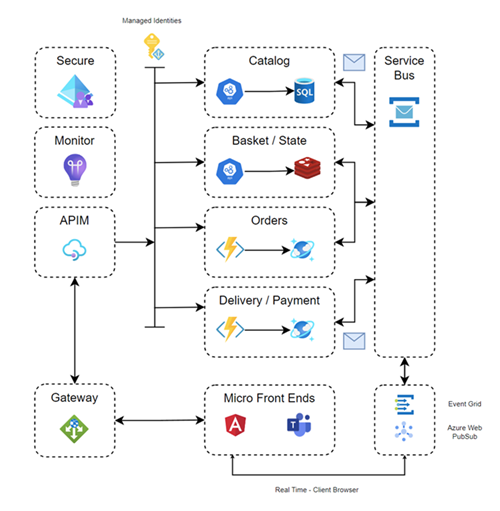 Managed Identities
Secure
Catalog
Service
Bus
SQL
Monitor
Basket / State
APIM
Orders
Delivery / Payment
Gateway
Micro Front Ends
Event Grid
Azure Web
PubSub
Real Time - Client Browser